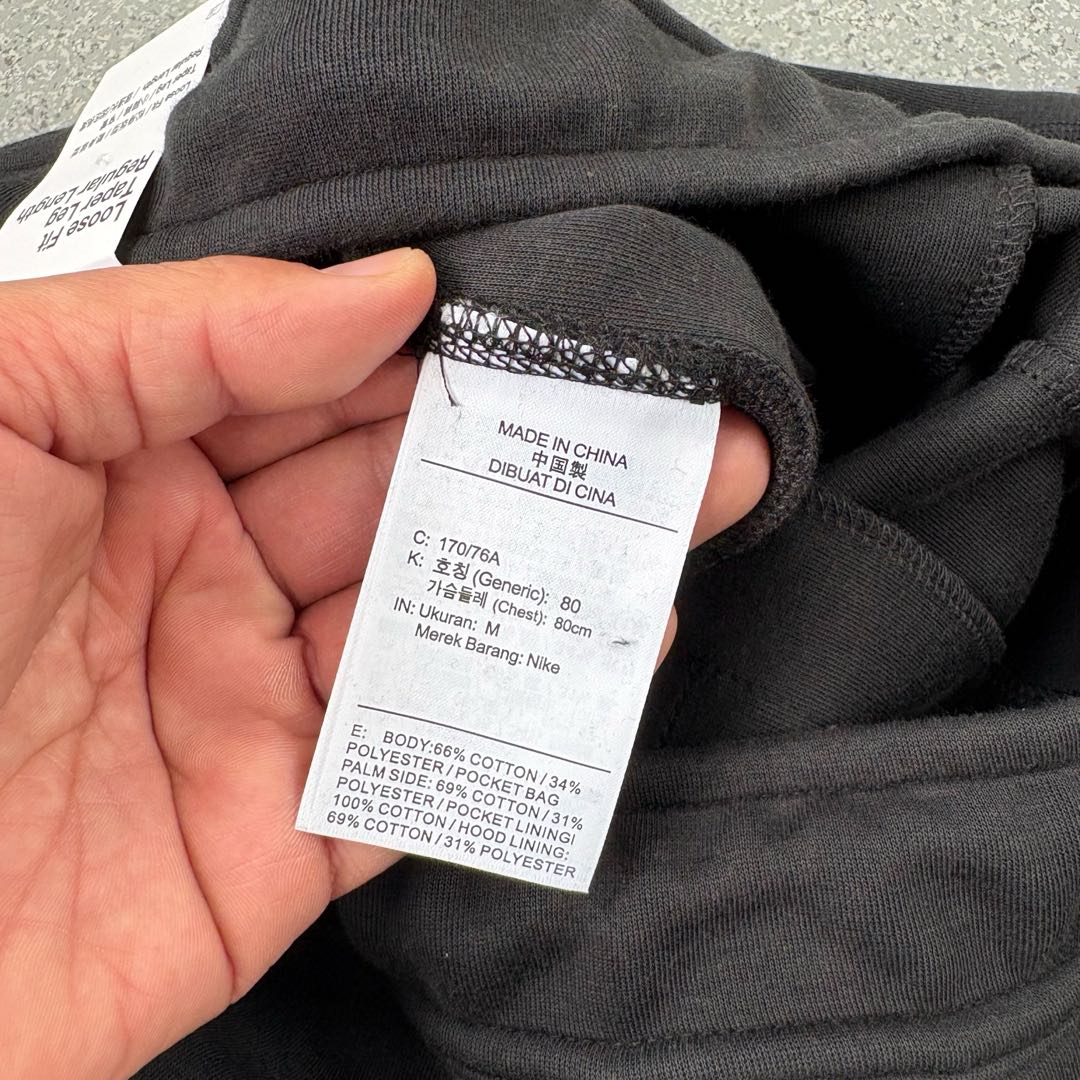 Loose Fit
Taper Leg
Regular Length
MADE IN CHINA
中国製
DIBUAT DI CINA
C: 170/76A
K: 호칭 (Generic): 80
가슴둘레 (Chest): 80cm
IN: Ukuran: M
Merek Barang: Nike
E: BODY:66% COTTON / 34%
POLYESTER / POCKET BAG
PALM SIDE: 69% COTTON / 31%
POLYESTER / POCKET LININGI
100% COTTON / HOOD LINING:
69% COTTON / 31% POLYESTER